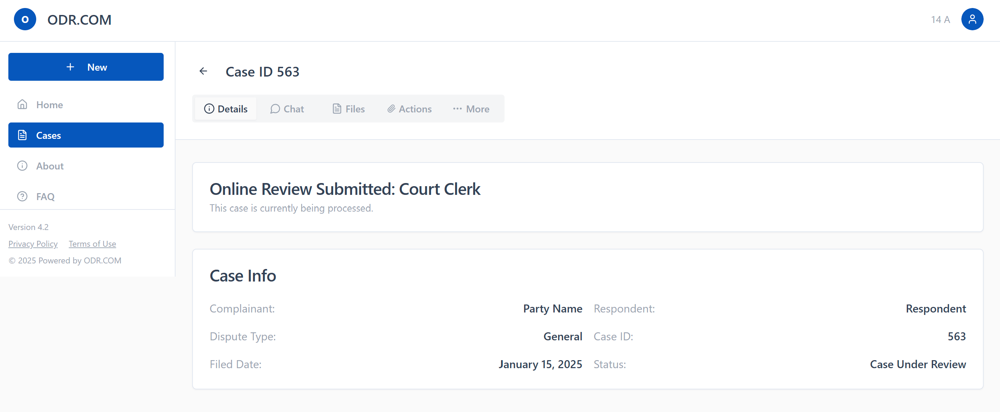 O ODR.COM
14 A
New
Home
Cases
About
FAQ
Version 4.2
Privacy Policy Terms of Use
© 2025 Powered by ODR.COM
Case ID 563
Details Chat Files Actions More
Online Review Submitted: Court Clerk
This case is currently being processed.
Case Info
Complainant: Party Name Respondent: Respondent
Dispute Type: General Case ID: 563
Filed Date: January 15, 2025 Status: Case Under Review